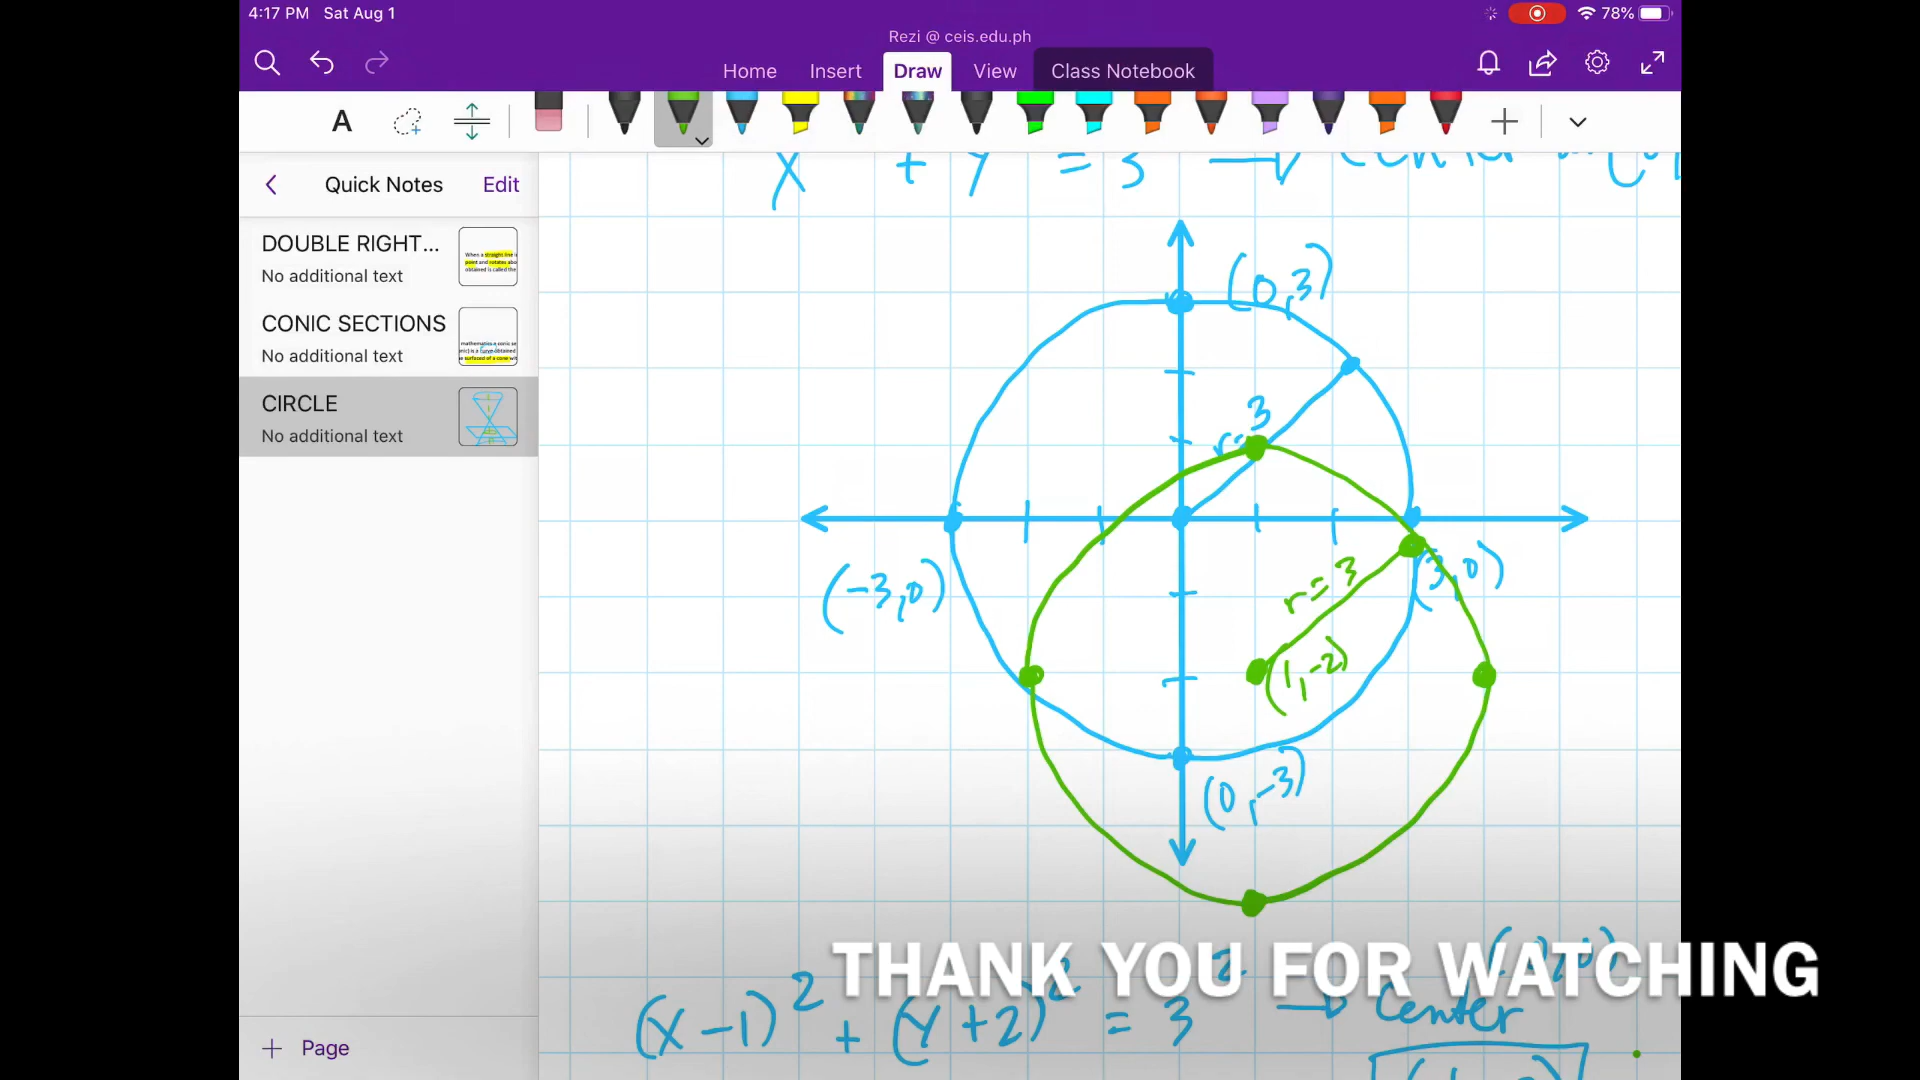 4:17 PM Sat Aug 1
78%
Rezi @ ceis.edu.ph
Home Insert Draw View Class Notebook
A
Quick Notes Edit
DOUBLE RIGHT...
No additional text
CONIC SECTIONS
No additional text
CIRCLE
No additional text
+ Page
x + y = 3 → center
(0,3)
r=3
(-3,0)
(3,0)
r=3
(1,-2)
(0,-3)
THANK YOU FOR WATCHING
(x-1)² + (y+2)² = 3² → center